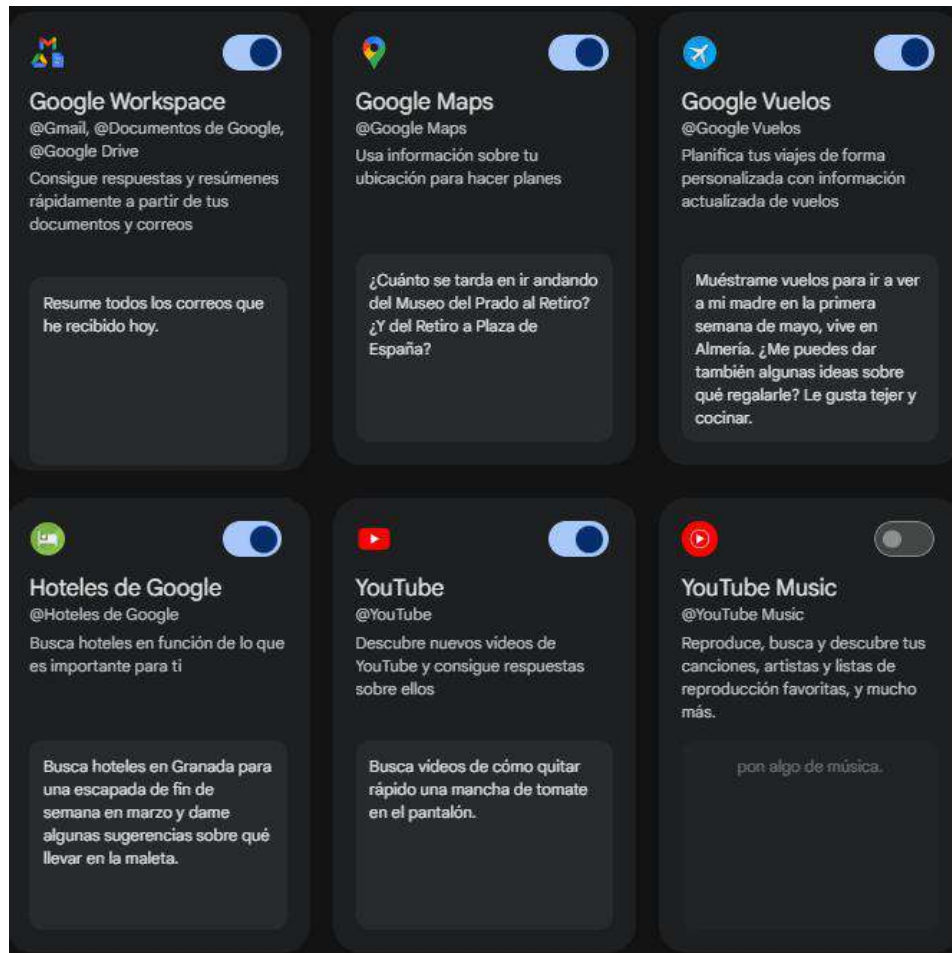 Google Workspace
@Gmail, @Documentos de Google,
@Google Drive
Consigue respuestas y resúmenes
rápidamente a partir de tus
documentos y correos
Resume todos los correos que
he recibido hoy.
Google Maps
@Google Maps
Usa información sobre tu
ubicación para hacer planes
¿Cuánto se tarda en ir andando
del Museo del Prado al Retiro?
¿Y del Retiro a Plaza de
España?
Google Vuelos
@Google Vuelos
Planifica tus viajes de forma
personalizada con información
actualizada de vuelos
Muéstrame vuelos para ir a ver
a mi madre en la primera
semana de mayo, vive en
Almería. ¿Me puedes dar
también algunas ideas sobre
qué regalarle? Le gusta tejer y
cocinar.
Hoteles de Google
@Hoteles de Google
Busca hoteles en función de lo que
es importante para ti
Busca hoteles en Granada para
una escapada de fin de
semana en marzo y dame
algunas sugerencias sobre qué
llevar en la maleta.
YouTube
@YouTube
Descubre nuevos vídeos de
YouTube y consigue respuestas
sobre ellos
Busca vídeos de cómo quitar
rápido una mancha de tomate
en el pantalón.
YouTube Music
@YouTube Music
Reproduce, busca y descubre tus
canciones, artistas y listas de
reproducción favoritas, y mucho
más.
pon algo de música.